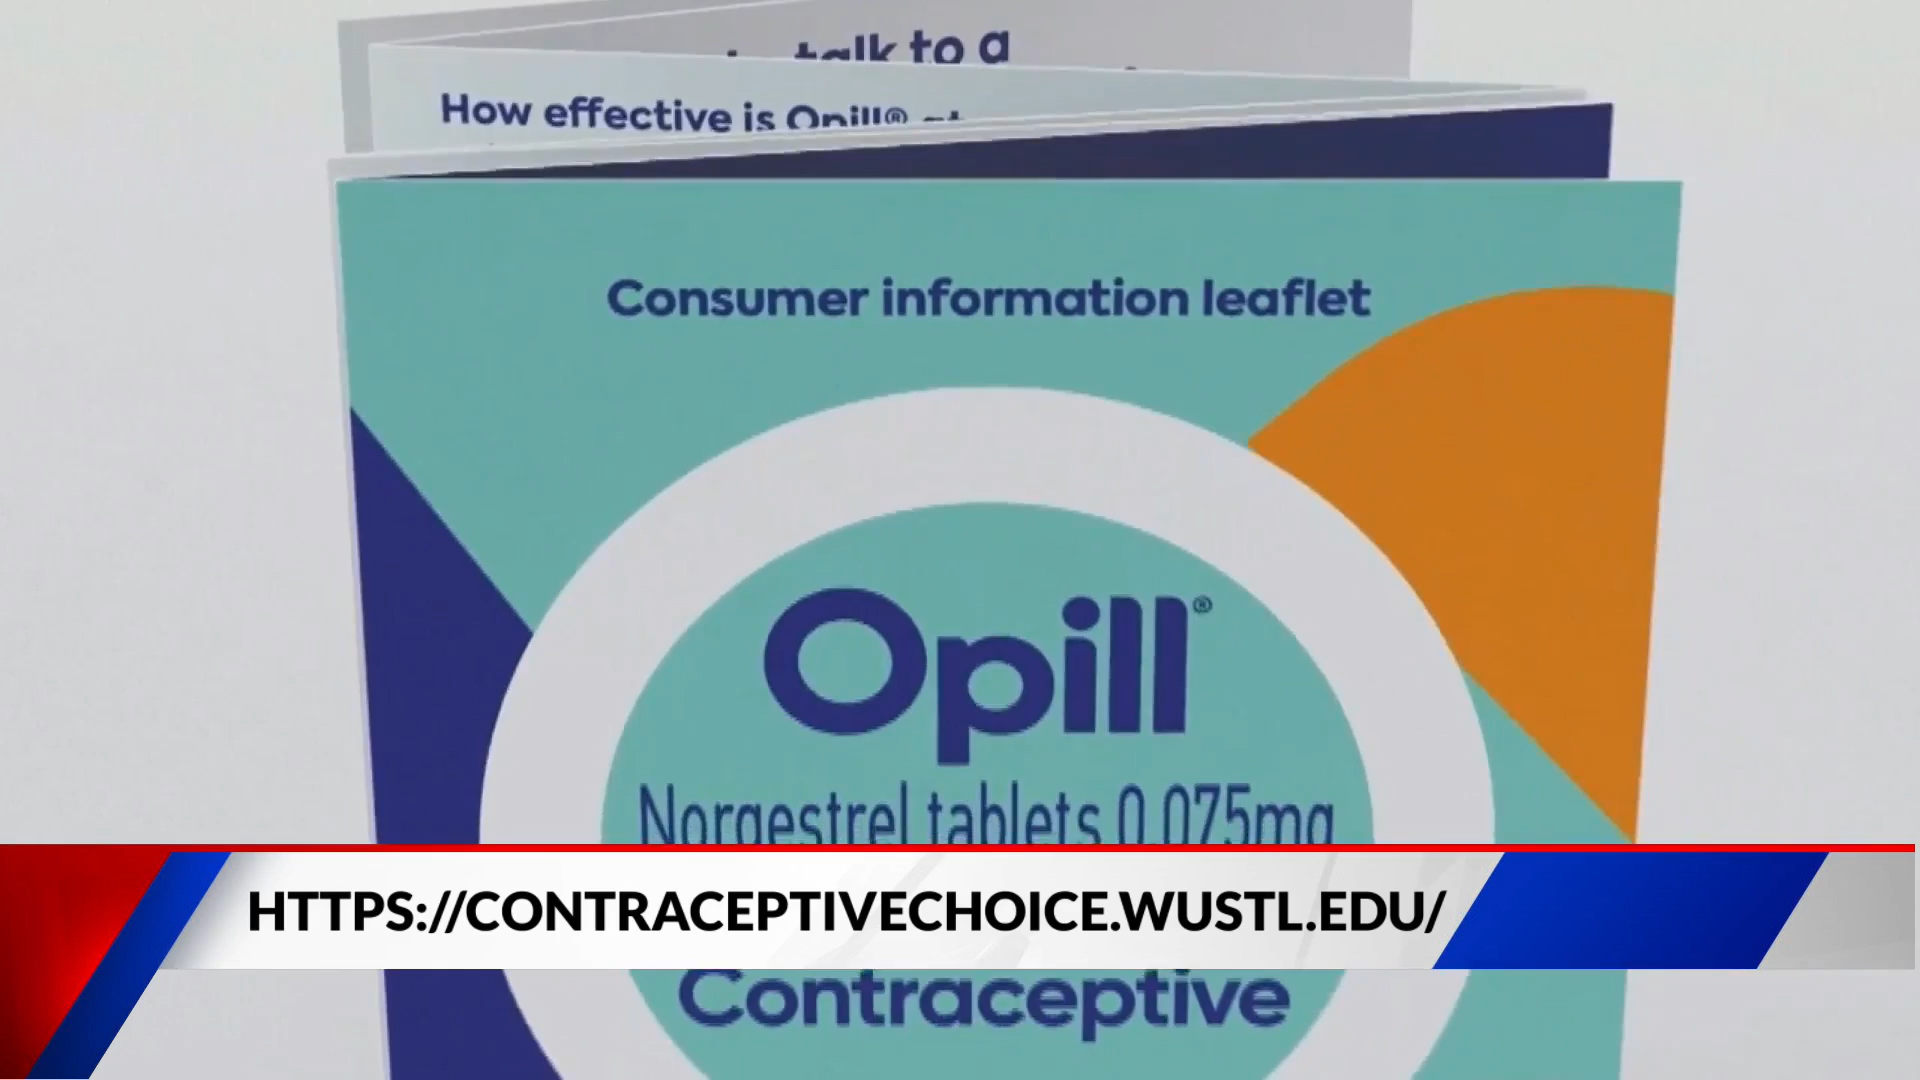 talk to a
How effective is Opill® at
Consumer information leaflet
Opill®
Norgestrel tablets 0.075mg
HTTPS://CONTRACEPTIVECHOICE.WUSTL.EDU/
Contraceptive